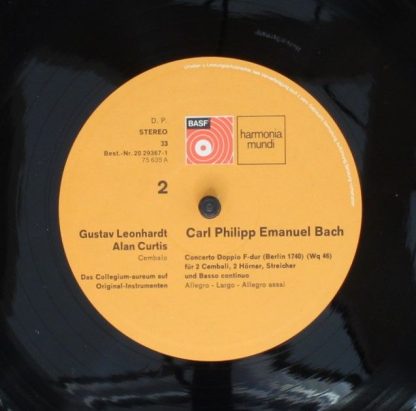 D. P.
STEREO
33
Best.-Nr. 20 29367-1
75 635 A
BASF
harmonia
mundi
2
Gustav Leonhardt
Alan Curtis
Cembalo
Das Collegium-aureum auf
Original-Instrumenten
Carl Philipp Emanuel Bach
Concerto Doppio F-dur (Berlin 1740) (Wq 46)
für 2 Cembali, 2 Hörner, Streicher
und Basso continuo
Allegro - Largo - Allegro assai